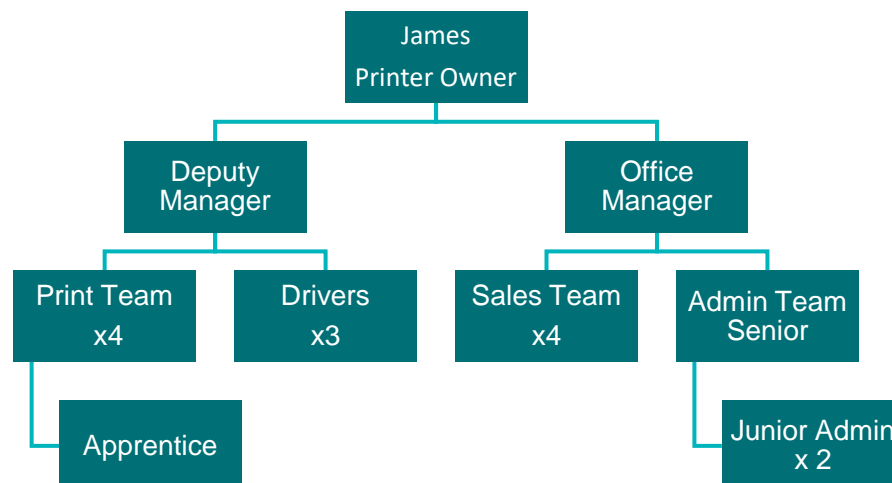 James
Printer Owner
Deputy
Manager
Office
Manager
Print Team
x4
Drivers
x3
Sales Team
x4
Admin Team
Senior
Apprentice
Junior Admin
x 2